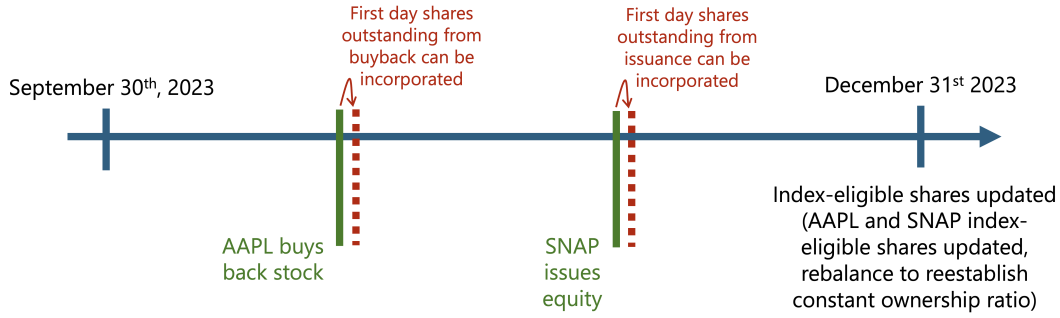 First day shares
outstanding from
buyback can be
incorporated
First day shares
outstanding from
issuance can be
incorporated
September 30th, 2023
December 31st 2023
AAPL buys
back stock
SNAP
issues
equity
Index-eligible shares updated
(AAPL and SNAP index-
eligible shares updated,
rebalance to reestablish
constant ownership ratio)